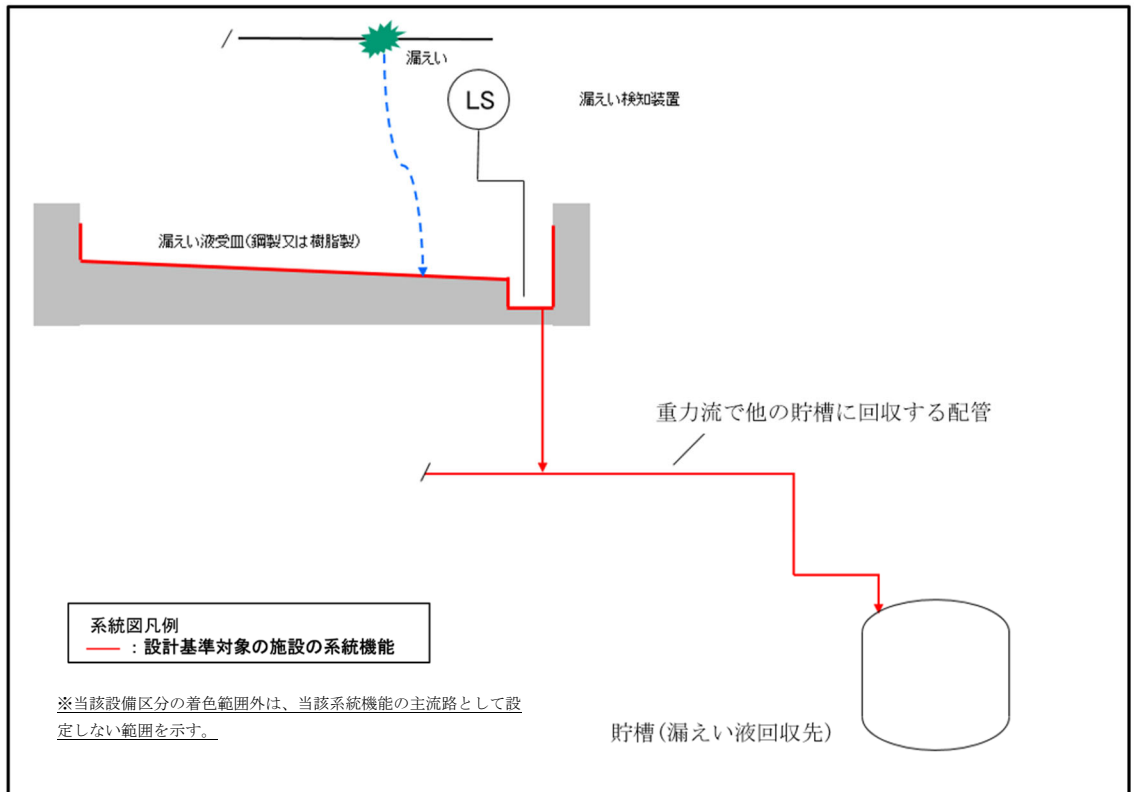 漏えい
LS
漏えい検知装置
漏えい液受皿(鋼製又は樹脂製)
重力流で他の貯槽に回収する配管
系統図凡例
：設計基準対象の施設の系統機能
※当該設備区分の着色範囲外は、当該系統機能の主流路として設
定しない範囲を示す。
貯槽(漏えい液回収先)